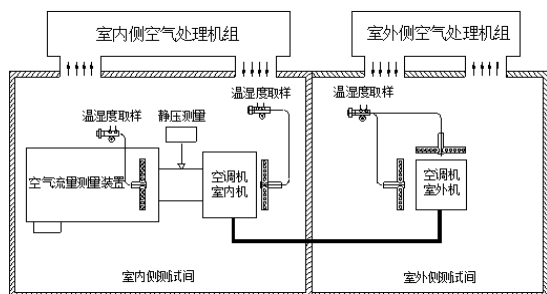 室内侧空气处理机组
室外侧空气处理机组
温湿度取样
温湿度取样
温湿度取样
静压测量
空气流量测量装置
空调机
室内机
空调机
室外机
室内侧测试间
室外侧测试间